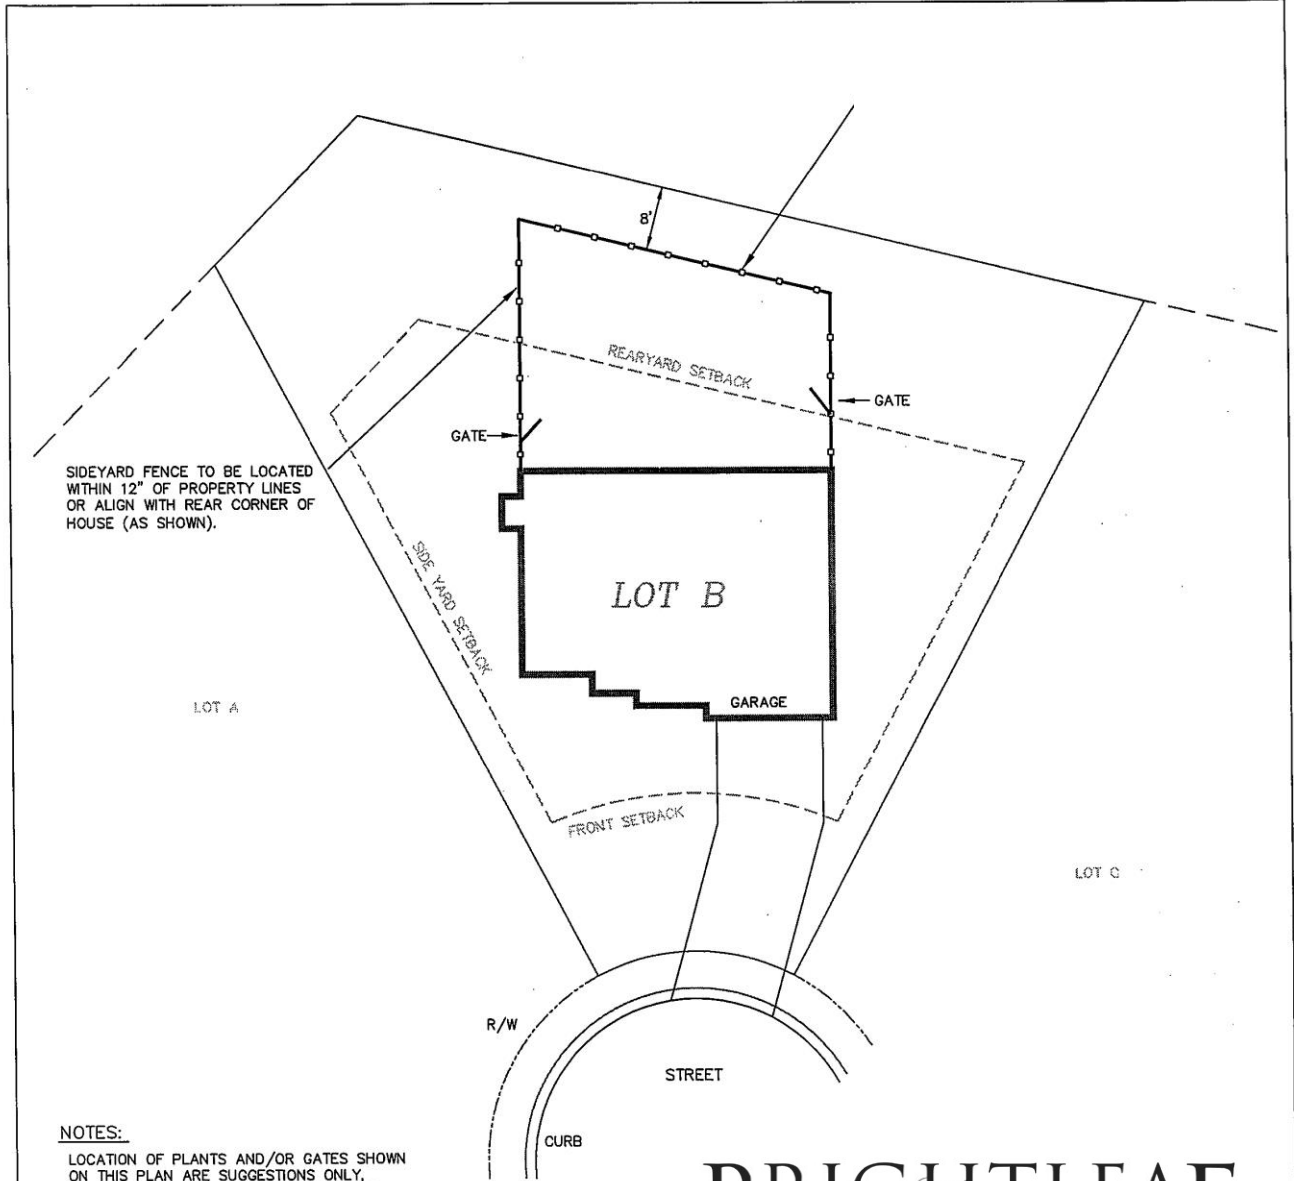 8'
REARYARD SETBACK
GATE
GATE
SIDEYARD FENCE TO BE LOCATED
WITHIN 12" OF PROPERTY LINES
OR ALIGN WITH REAR CORNER OF
HOUSE (AS SHOWN).
SIDE YARD SETBACK
LOT B
LOT A
GARAGE
FRONT SETBACK
LOT C
R/W
STREET
NOTES:
CURB
LOCATION OF PLANTS AND/OR GATES SHOWN
ON THIS PLAN ARE SUGGESTIONS ONLY.
BRIGHTLEAF